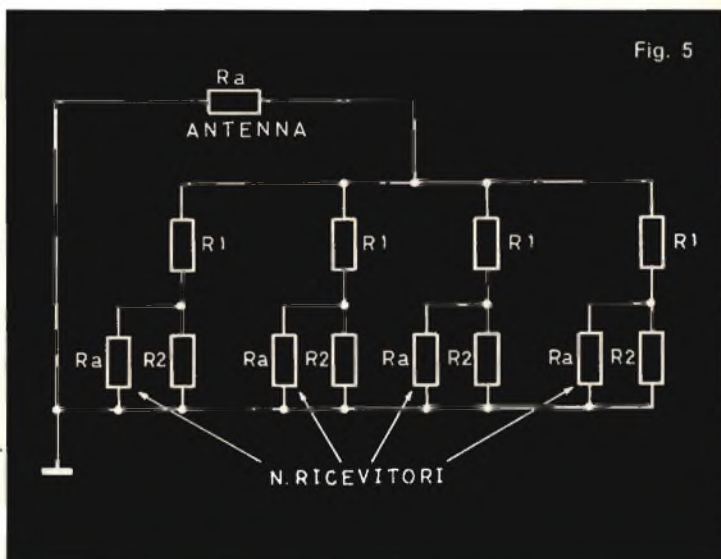 Fig. 5
Ra
ANTENNA
R1 R1 R1 R1
Ra R2 Ra R2 Ra R2 Ra R2
N. RICEVITORI